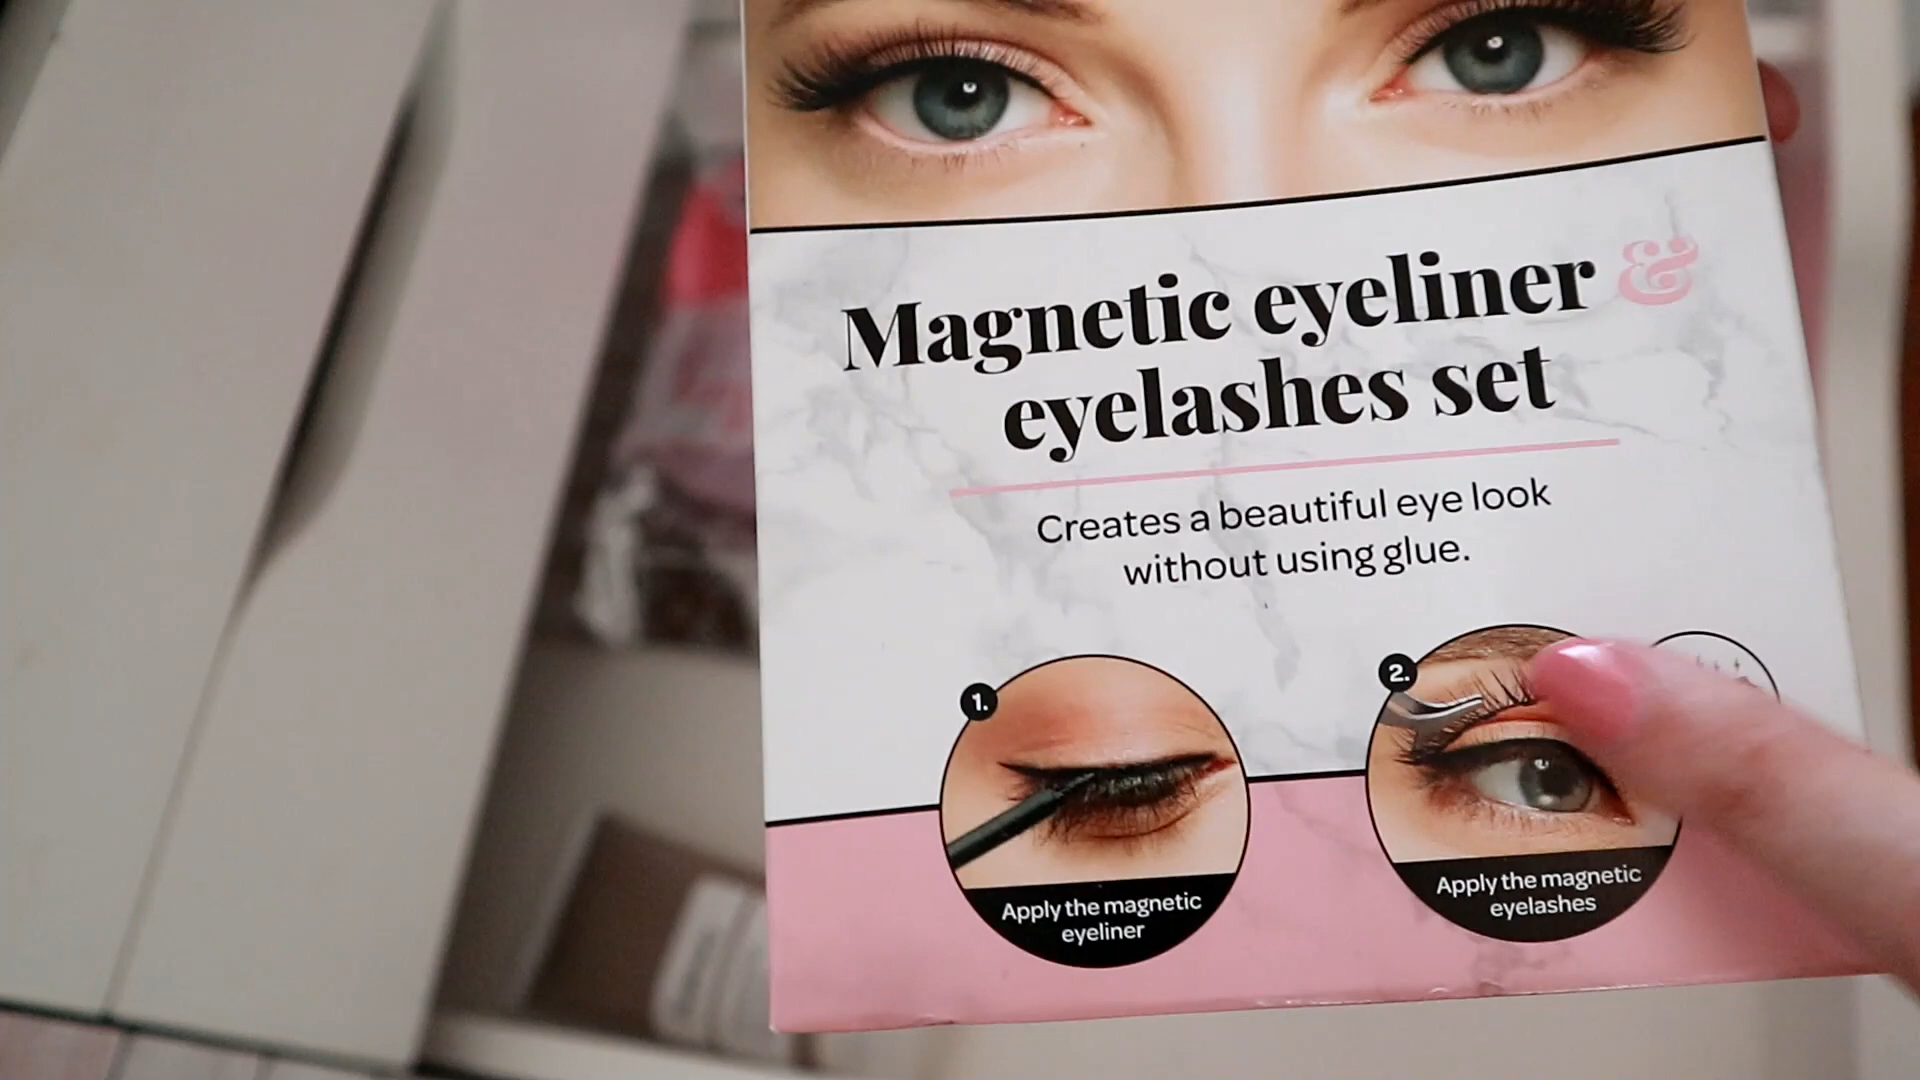 Magnetic eyeliner &
eyelashes set
Creates a beautiful eye look
without using glue.
1.
Apply the magnetic
eyeliner
2.
Apply the magnetic
eyelashes